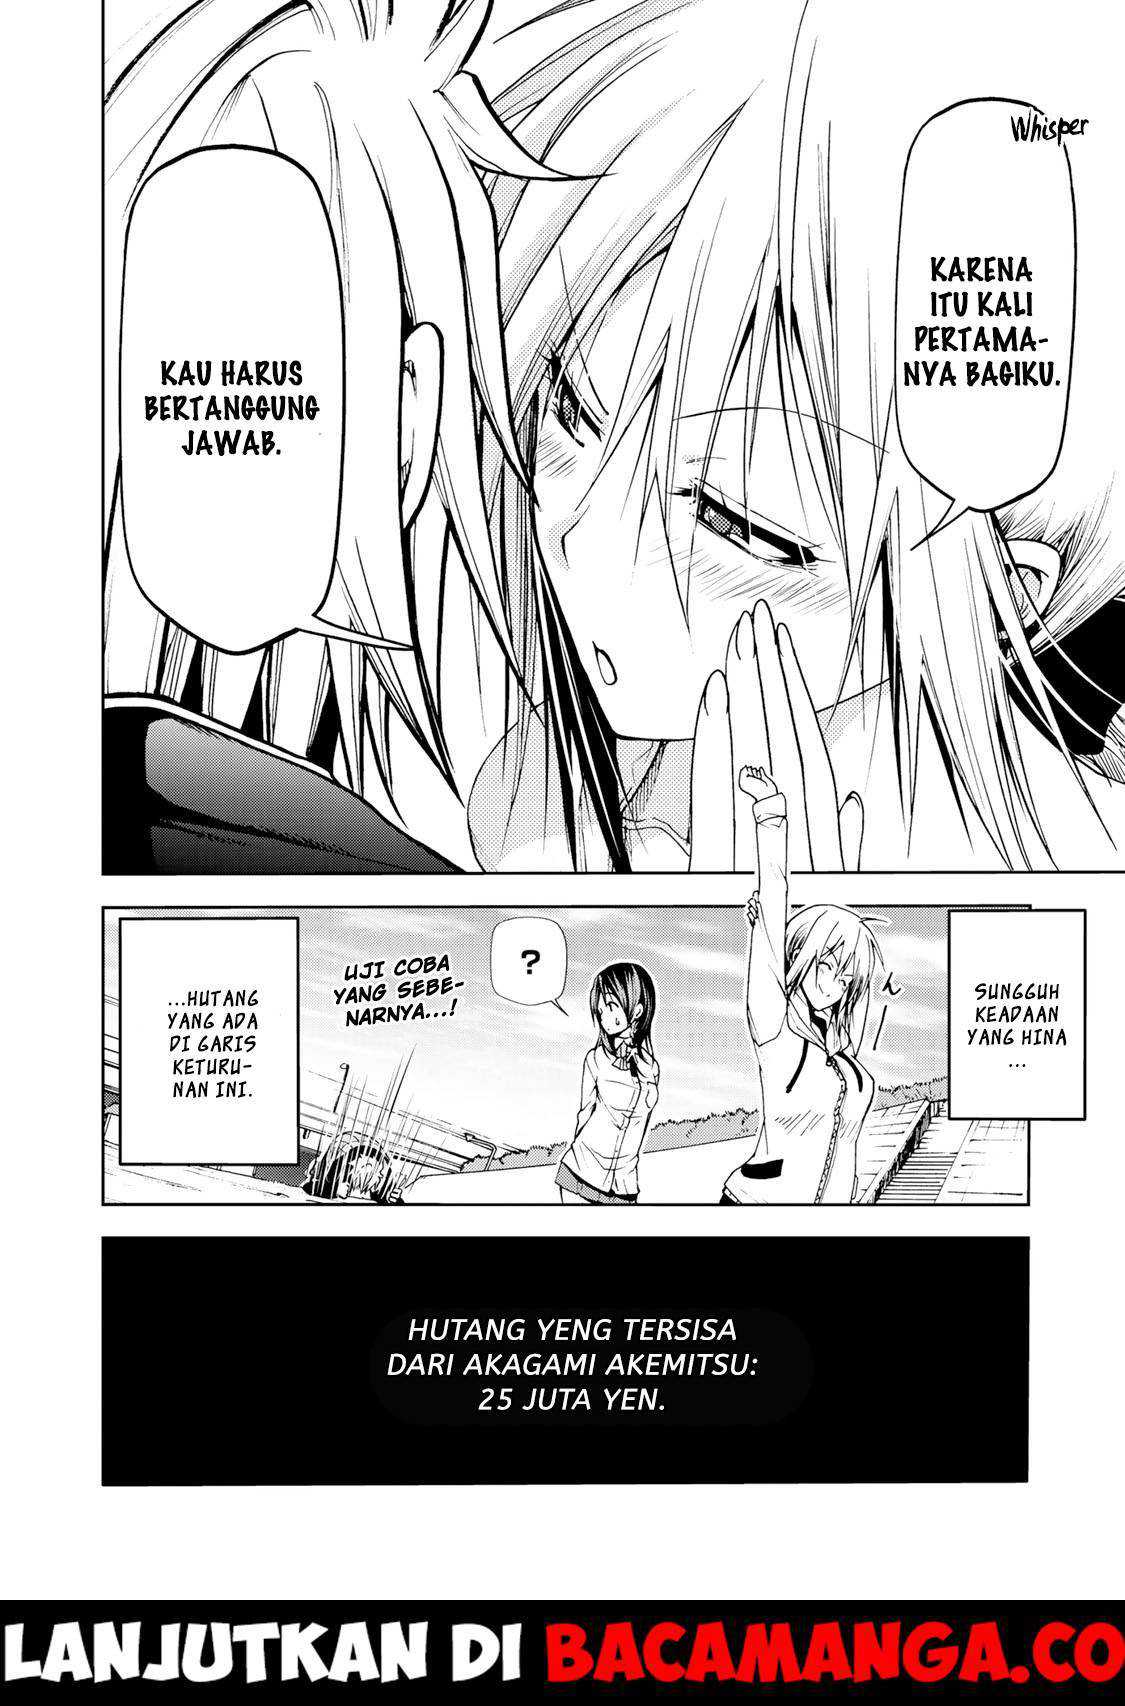 Whisper
KARENA
ITU KALI
PERTAMA-
NYA BAGIKU.
KAU HARUS
BERTANGGUNG
JAWAB.
SUNGGUH
KEADAAN
YANG HINA
...
?
UJI COBA
YANG SEBE-
NARNYA...!
...HUTANG
YANG ADA
DI GARIS
KETURU-
NAN INI.
HUTANG YENG TERSISA
DARI AKAGAMI AKEMITSU:
25 JUTA YEN.
LANJUTKAN DI BACAMANGA.CO